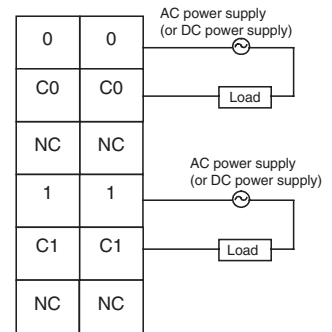 AC power supply
(or DC power supply)
0 0
C0 C0
Load
NC NC
AC power supply
(or DC power supply)
1 1
C1 C1
Load
NC NC